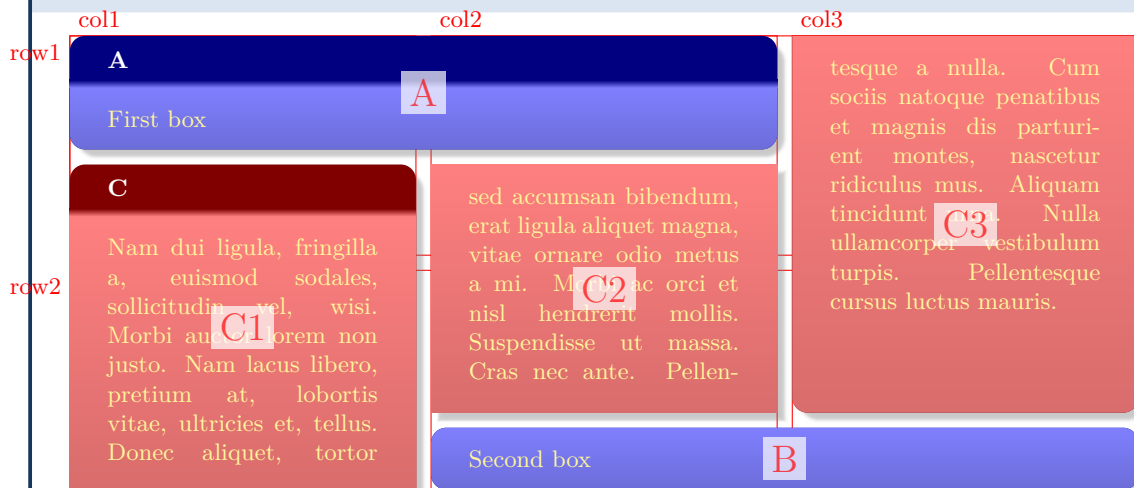 col1
col2
col3
row1
A
A
First box
C
Nam dui ligula, fringilla
a, euismod sodales,
sollicitudin vel, wisi.
Morbi auctor lorem non
justo. Nam lacus libero,
pretium at, lobortis
vitae, ultricies et, tellus.
Donec aliquet, tortor
C1
row2
sed accumsan bibendum,
erat ligula aliquet magna,
vitae ornare odio metus
a mi. Morbi ac orci et
nisl hendrerit mollis.
Suspendisse ut massa.
Cras nec ante. Pellen-
C2
tesque a nulla. Cum
sociis natoque penatibus
et magnis dis parturi-
ent montes, nascetur
ridiculus mus. Aliquam
tincidunt Nulla
ullamcorper vestibulum
turpis. Pellentesque
cursus luctus mauris.
C3
Second box
B